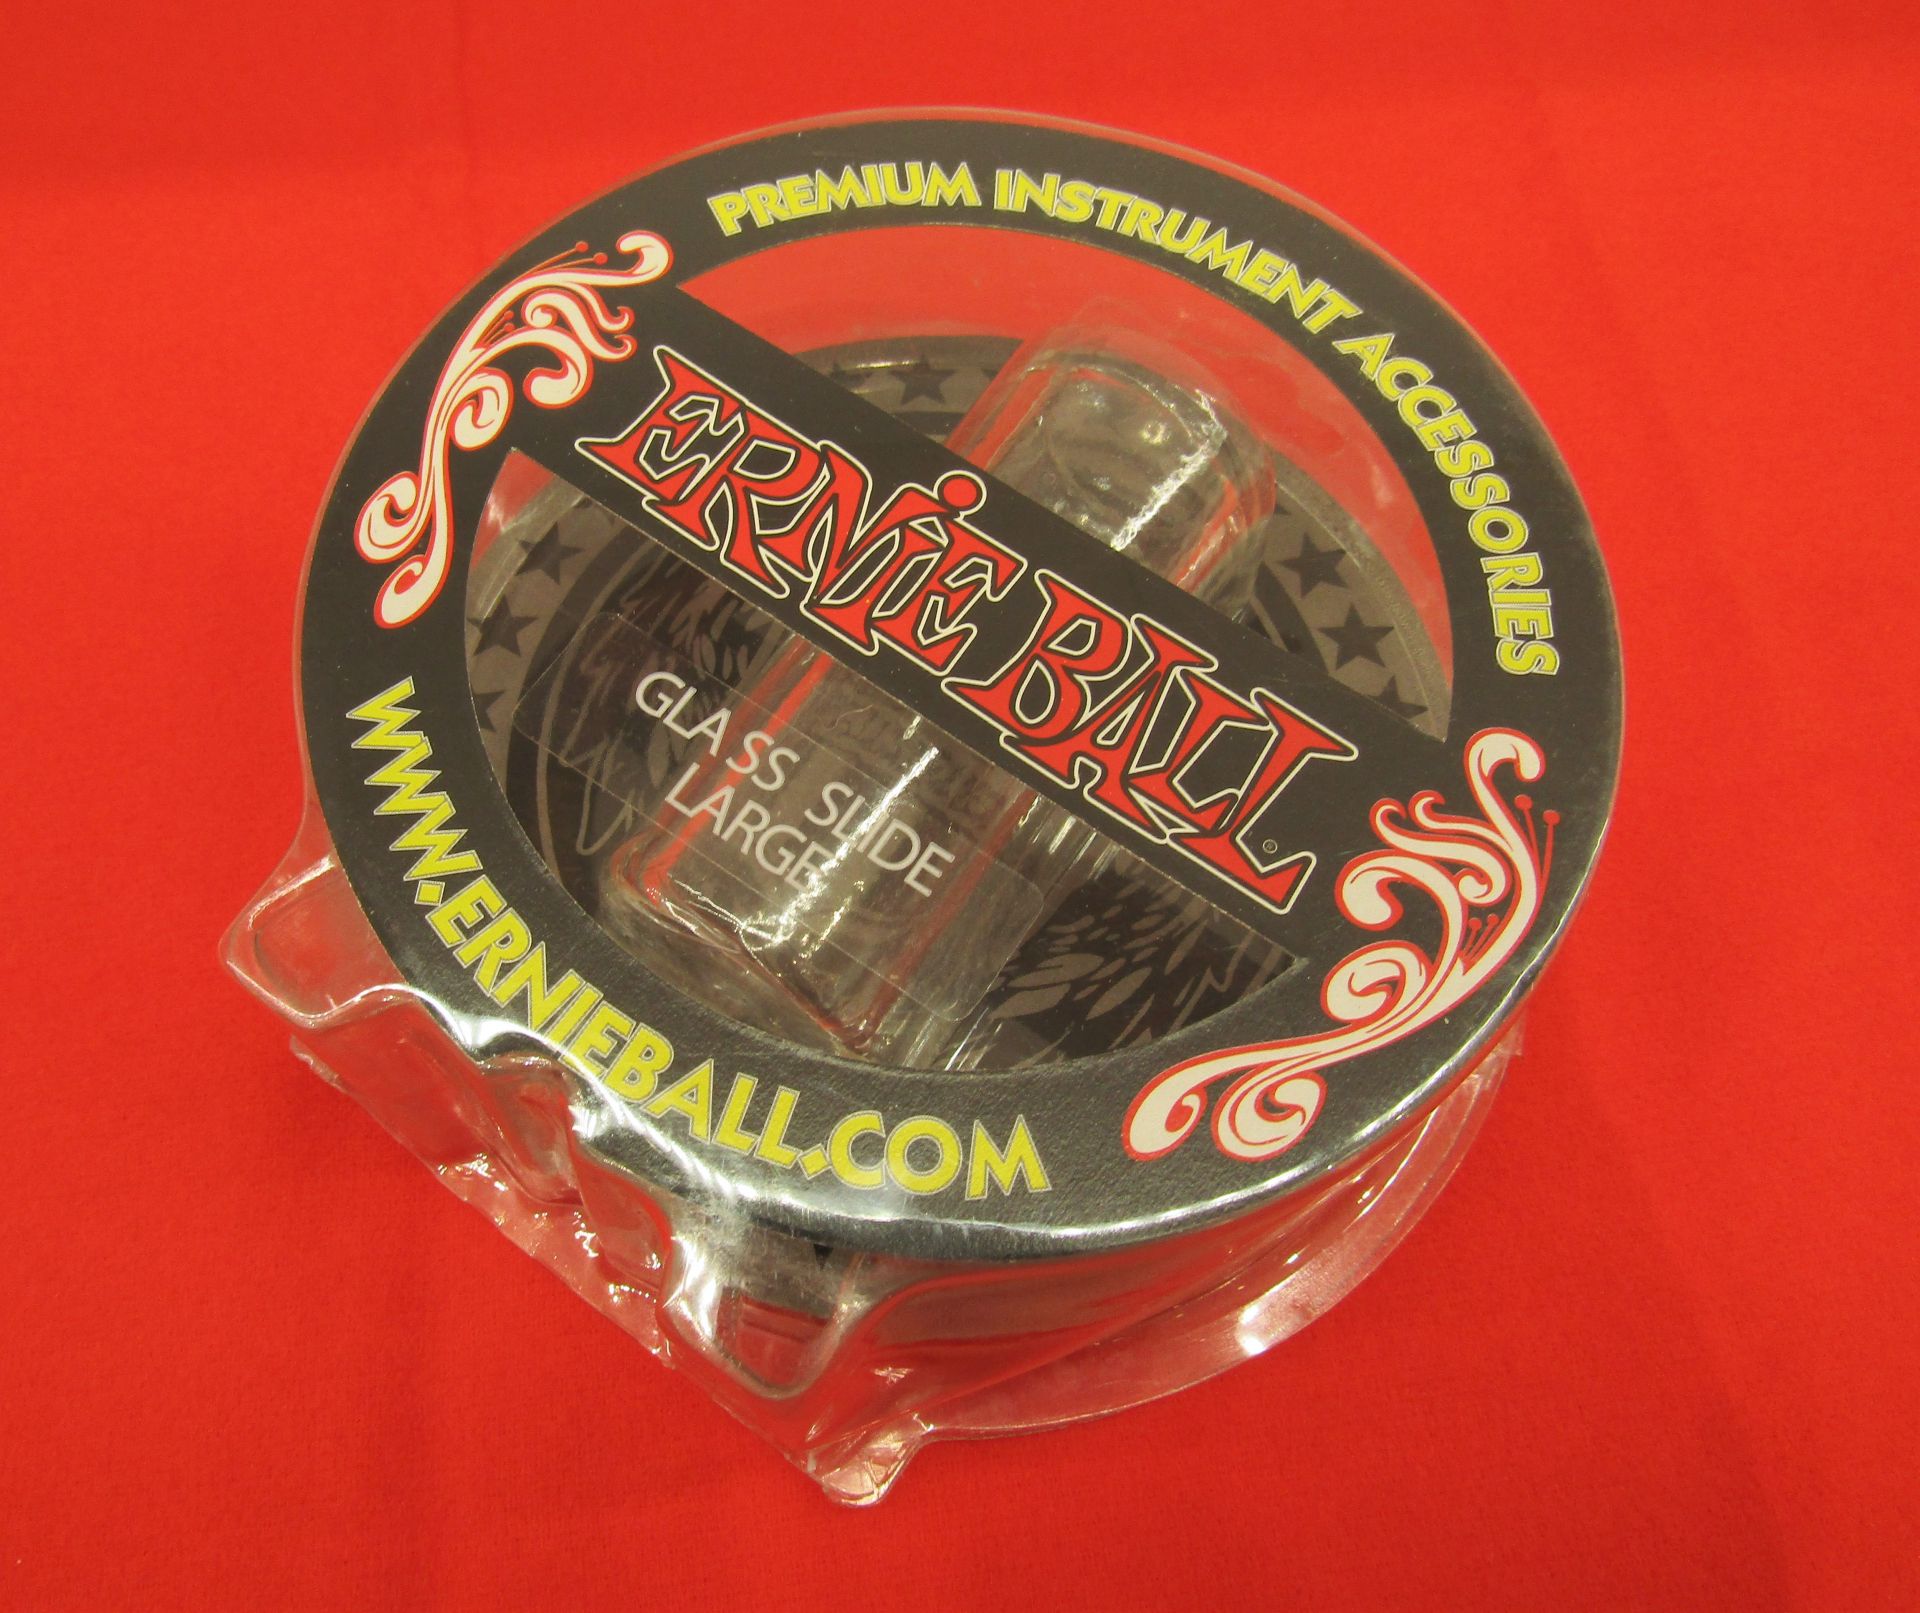 PREMIUM INSTRUMENT ACCESSORIES
ERNIE BALL ®
GLASS SLIDE
LARGE
WWW.ERNIEBALL.COM